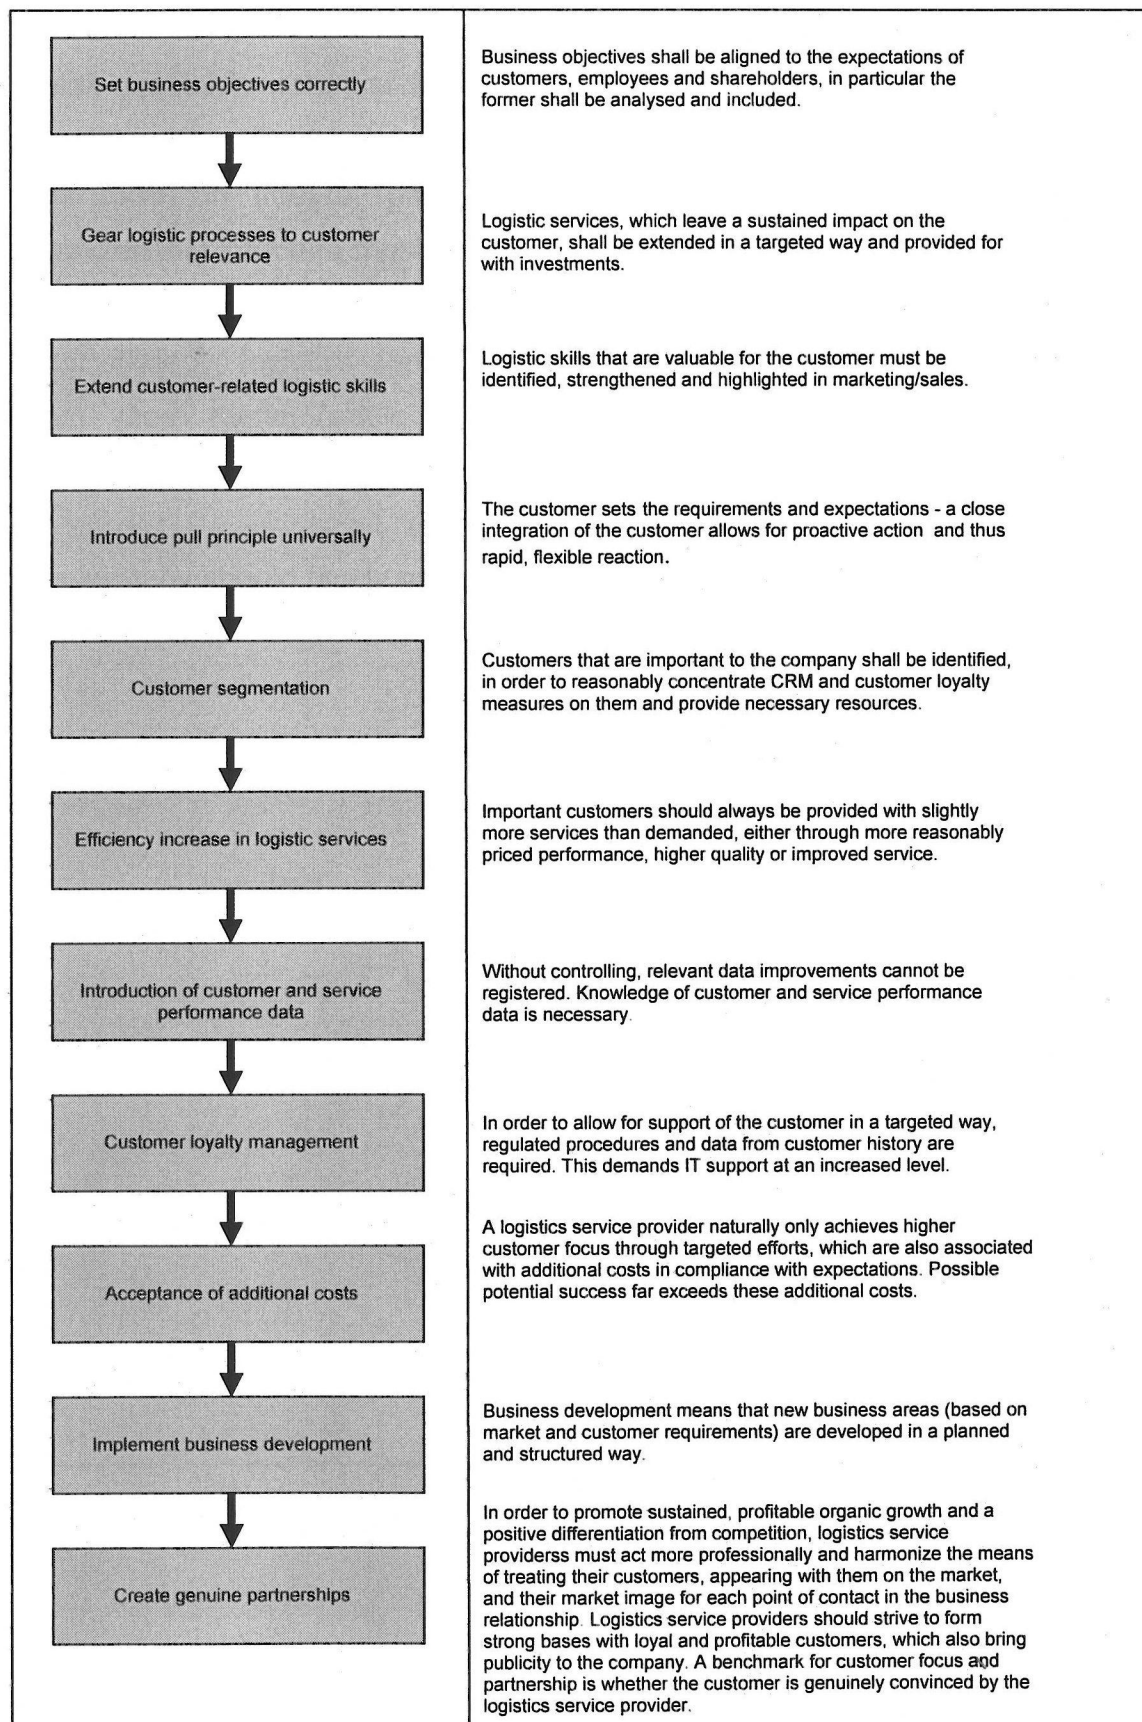 Set business objectives correctly
Business objectives shall be aligned to the expectations of
customers, employees and shareholders, in particular the
former shall be analysed and included.
Gear logistic processes to customer
relevance
Logistic services, which leave a sustained impact on the
customer, shall be extended in a targeted way and provided for
with investments.
Extend customer-related logistic skills
Logistic skills that are valuable for the customer must be
identified, strengthened and highlighted in marketing/sales.
Introduce pull principle universally
The customer sets the requirements and expectations - a close
integration of the customer allows for proactive action and thus
rapid, flexible reaction.
Customer segmentation
Customers that are important to the company shall be identified,
in order to reasonably concentrate CRM and customer loyalty
measures on them and provide necessary resources.
Efficiency increase in logistic services
Important customers should always be provided with slightly
more services than demanded, either through more reasonably
priced performance, higher quality or improved service.
Introduction of customer and service
performance data
Without controlling, relevant data improvements cannot be
registered. Knowledge of customer and service performance
data is necessary.
Customer loyalty management
In order to allow for support of the customer in a targeted way,
regulated procedures and data from customer history are
required. This demands IT support at an increased level.
Acceptance of additional costs
A logistics service provider naturally only achieves higher
customer focus through targeted efforts, which are also associated
with additional costs in compliance with expectations. Possible
potential success far exceeds these additional costs.
Implement business development
Business development means that new business areas (based on
market and customer requirements) are developed in a planned
and structured way.
Create genuine partnerships
In order to promote sustained, profitable organic growth and a
positive differentiation from competition, logistics service
providerss must act more professionally and harmonize the means
of treating their customers, appearing with them on the market,
and their market image for each point of contact in the business
relationship. Logistics service providers should strive to form
strong bases with loyal and profitable customers, which also bring
publicity to the company. A benchmark for customer focus and
partnership is whether the customer is genuinely convinced by the
logistics service provider.